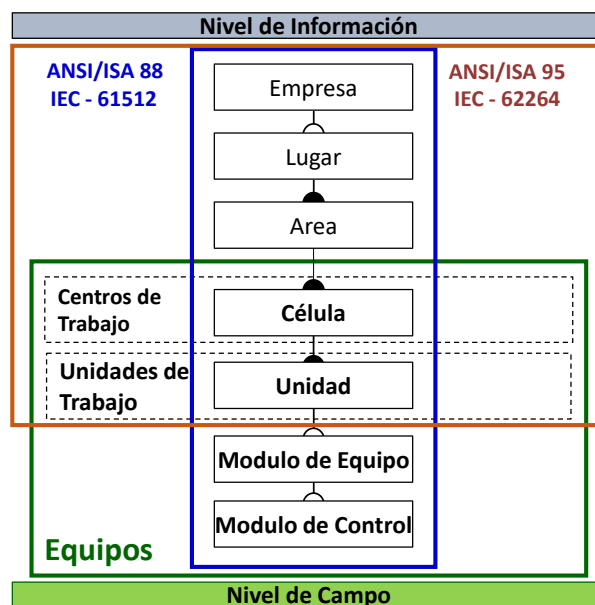 Nivel de Información
ANSI/ISA 88
IEC - 61512
ANSI/ISA 95
IEC - 62264
Empresa
Lugar
Area
Centros de
Trabajo
Célula
Unidades de
Trabajo
Unidad
Modulo de Equipo
Modulo de Control
Equipos
Nivel de Campo